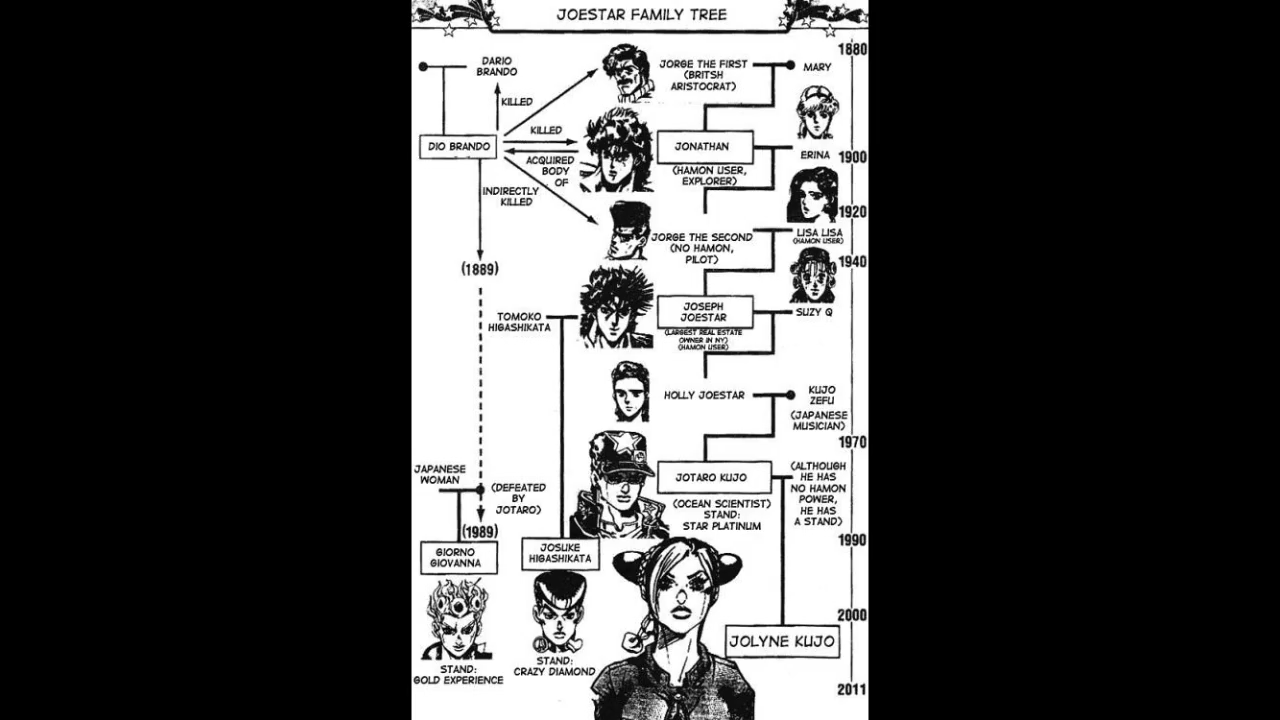 JOESTAR FAMILY TREE
1880
DARIO
BRANDO
JORGE THE FIRST
(BRITSH
ARISTOCRAT)
MARY
KILLED
KILLED
DIO BRANDO
JONATHAN
ERINA
1900
ACQUIRED
BODY
OF
(HAMON USER,
EXPLORER)
INDIRECTLY
KILLED
1920
JORGE THE SECOND
(NO HAMON,
PILOT)
LISA LISA
(HAMON USER)
1940
(1889)
TOMOKO
HIGASHIKATA
JOSEPH
JOESTAR
SUZY Q
(LARGEST REAL ESTATE
OWNER IN NY)
(HAMON USER)
HOLLY JOESTAR
KUJO
ZEFU
(JAPANESE
MUSICIAN)
1970
JAPANESE
WOMAN
(DEFEATED
BY
JOTARO)
JOTARO KUJO
(ALTHOUGH
HE HAS
NO HAMON
POWER,
HE HAS
A STAND)
(OCEAN SCIENTIST)
STAND:
STAR PLATINUM
(1989)
1990
GIORNO
GIOVANNA
JOSUKE
HIGASHIKATA
2000
JOLYNE KUJO
STAND:
GOLD EXPERIENCE
STAND:
CRAZY DIAMOND
2011